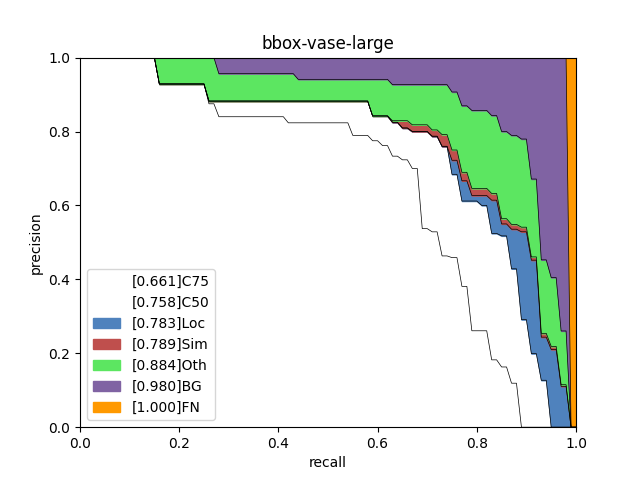 bbox-vase-large
1.0
0.8
0.6
0.4
0.2
0.0
precision
[0.661]C75
[0.758]C50
[0.783]Loc
[0.789]Sim
[0.884]Oth
[0.980]BG
[1.000]FN
0.0 0.2 0.4 0.6 0.8 1.0
recall